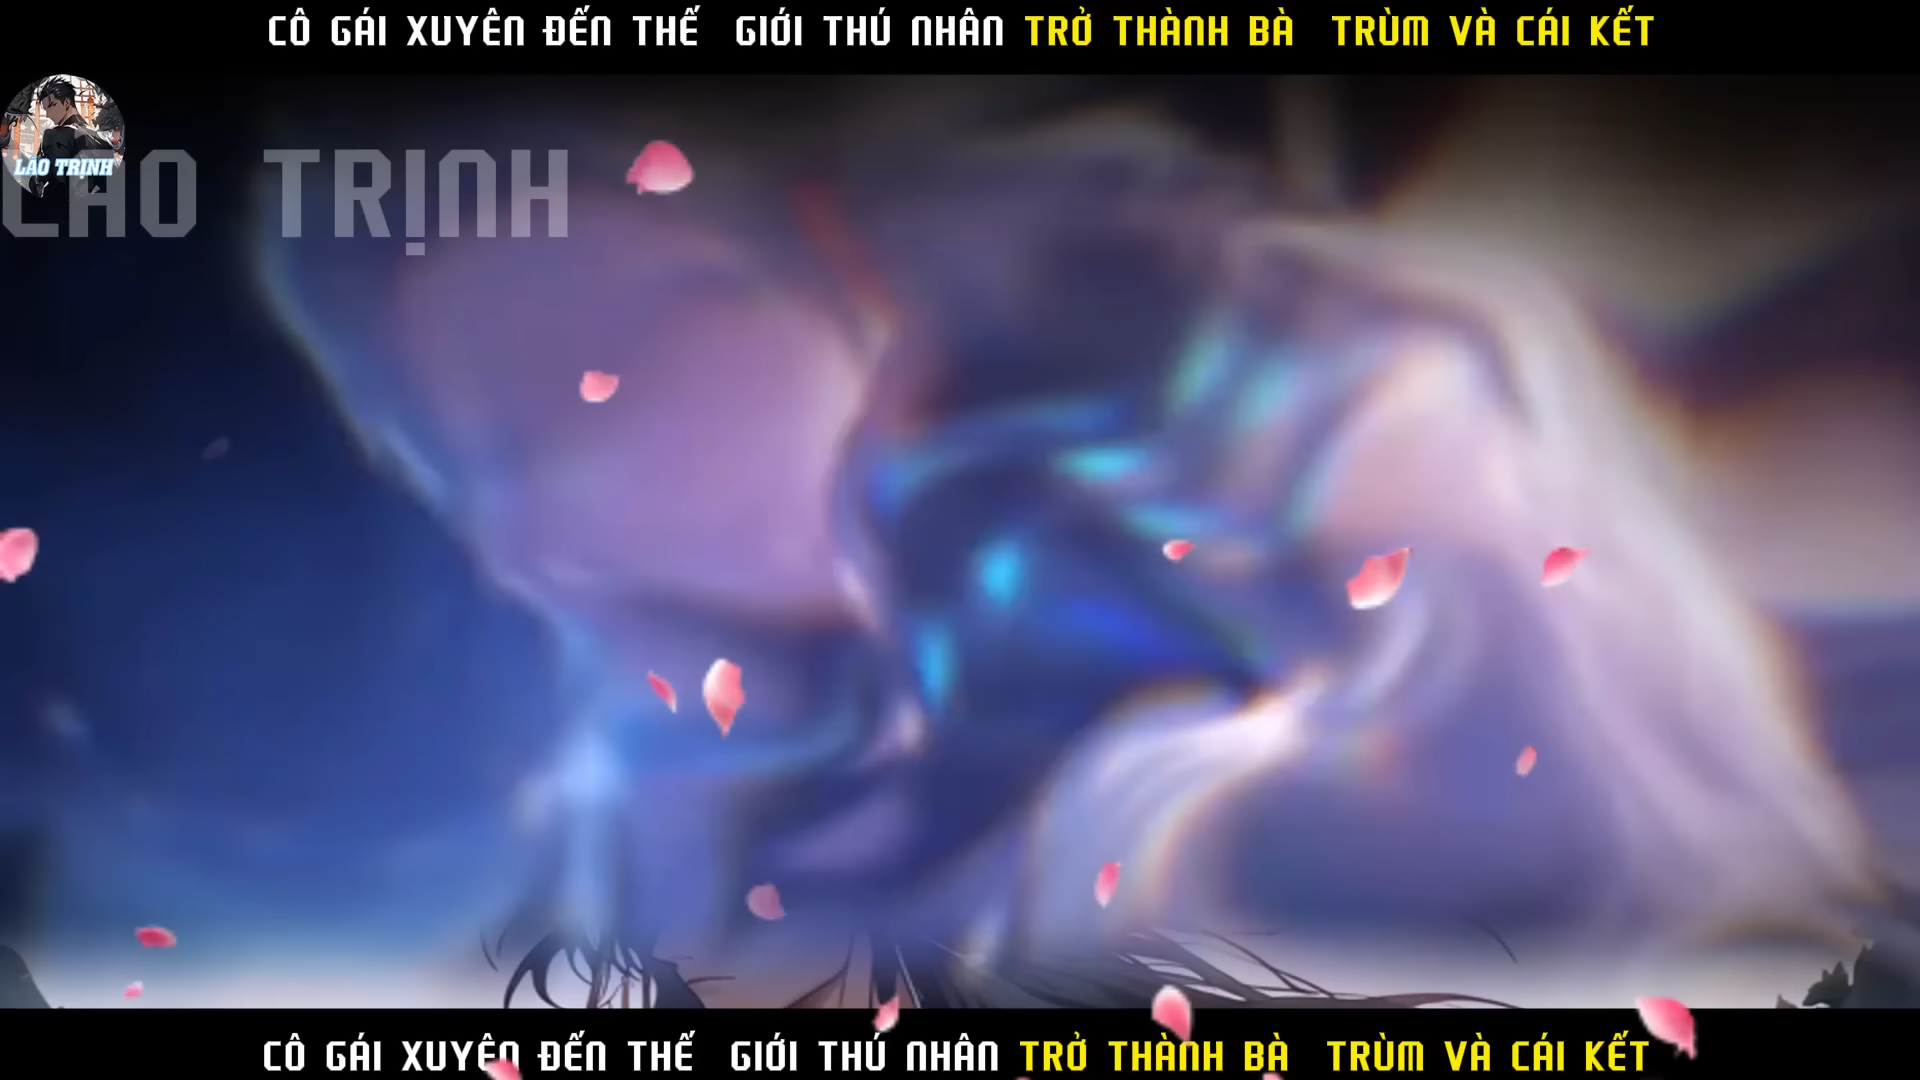 CÔ GÁI XUYÊN ĐẾN THẾ GIỚI THÚ NHÂN TRỞ THÀNH BÀ TRÙM VÀ CÁI KẾT
LÃO TRỊNH
LÃO TRỊNH
CÔ GÁI XUYÊN ĐẾN THẾ GIỚI THÚ NHÂN TRỞ THÀNH BÀ TRÙM VÀ CÁI KẾT